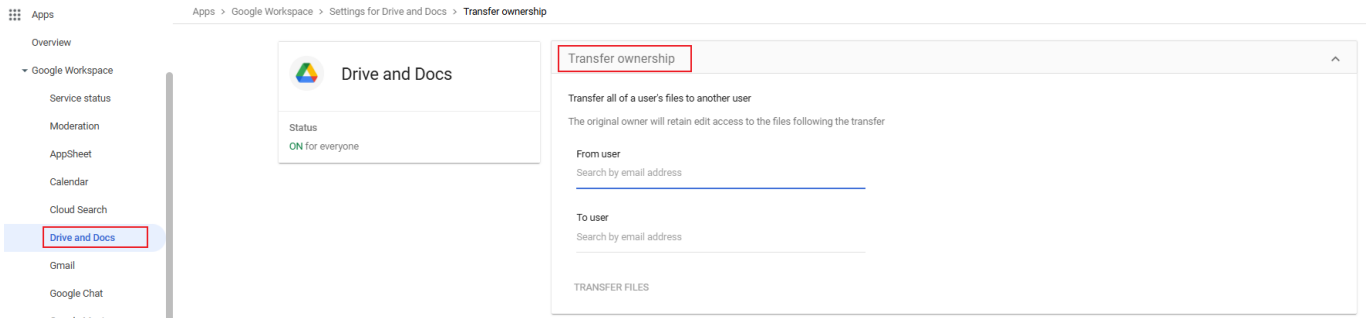 Apps
Apps > Google Workspace > Settings for Drive and Docs > Transfer ownership
Overview
Google Workspace
Service status
Moderation
AppSheet
Calendar
Cloud Search
Drive and Docs
Gmail
Google Chat
Drive and Docs
Status
ON for everyone
Transfer ownership
Transfer all of a user's files to another user
The original owner will retain edit access to the files following the transfer
From user
Search by email address
To user
Search by email address
TRANSFER FILES